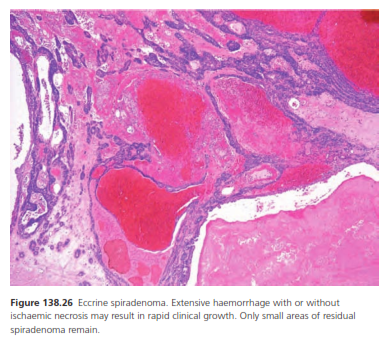 Figure 138.26 Eccrine spiradenoma. Extensive haemorrhage with or without
ischaemic necrosis may result in rapid clinical growth. Only small areas of residual
spiradenoma remain.